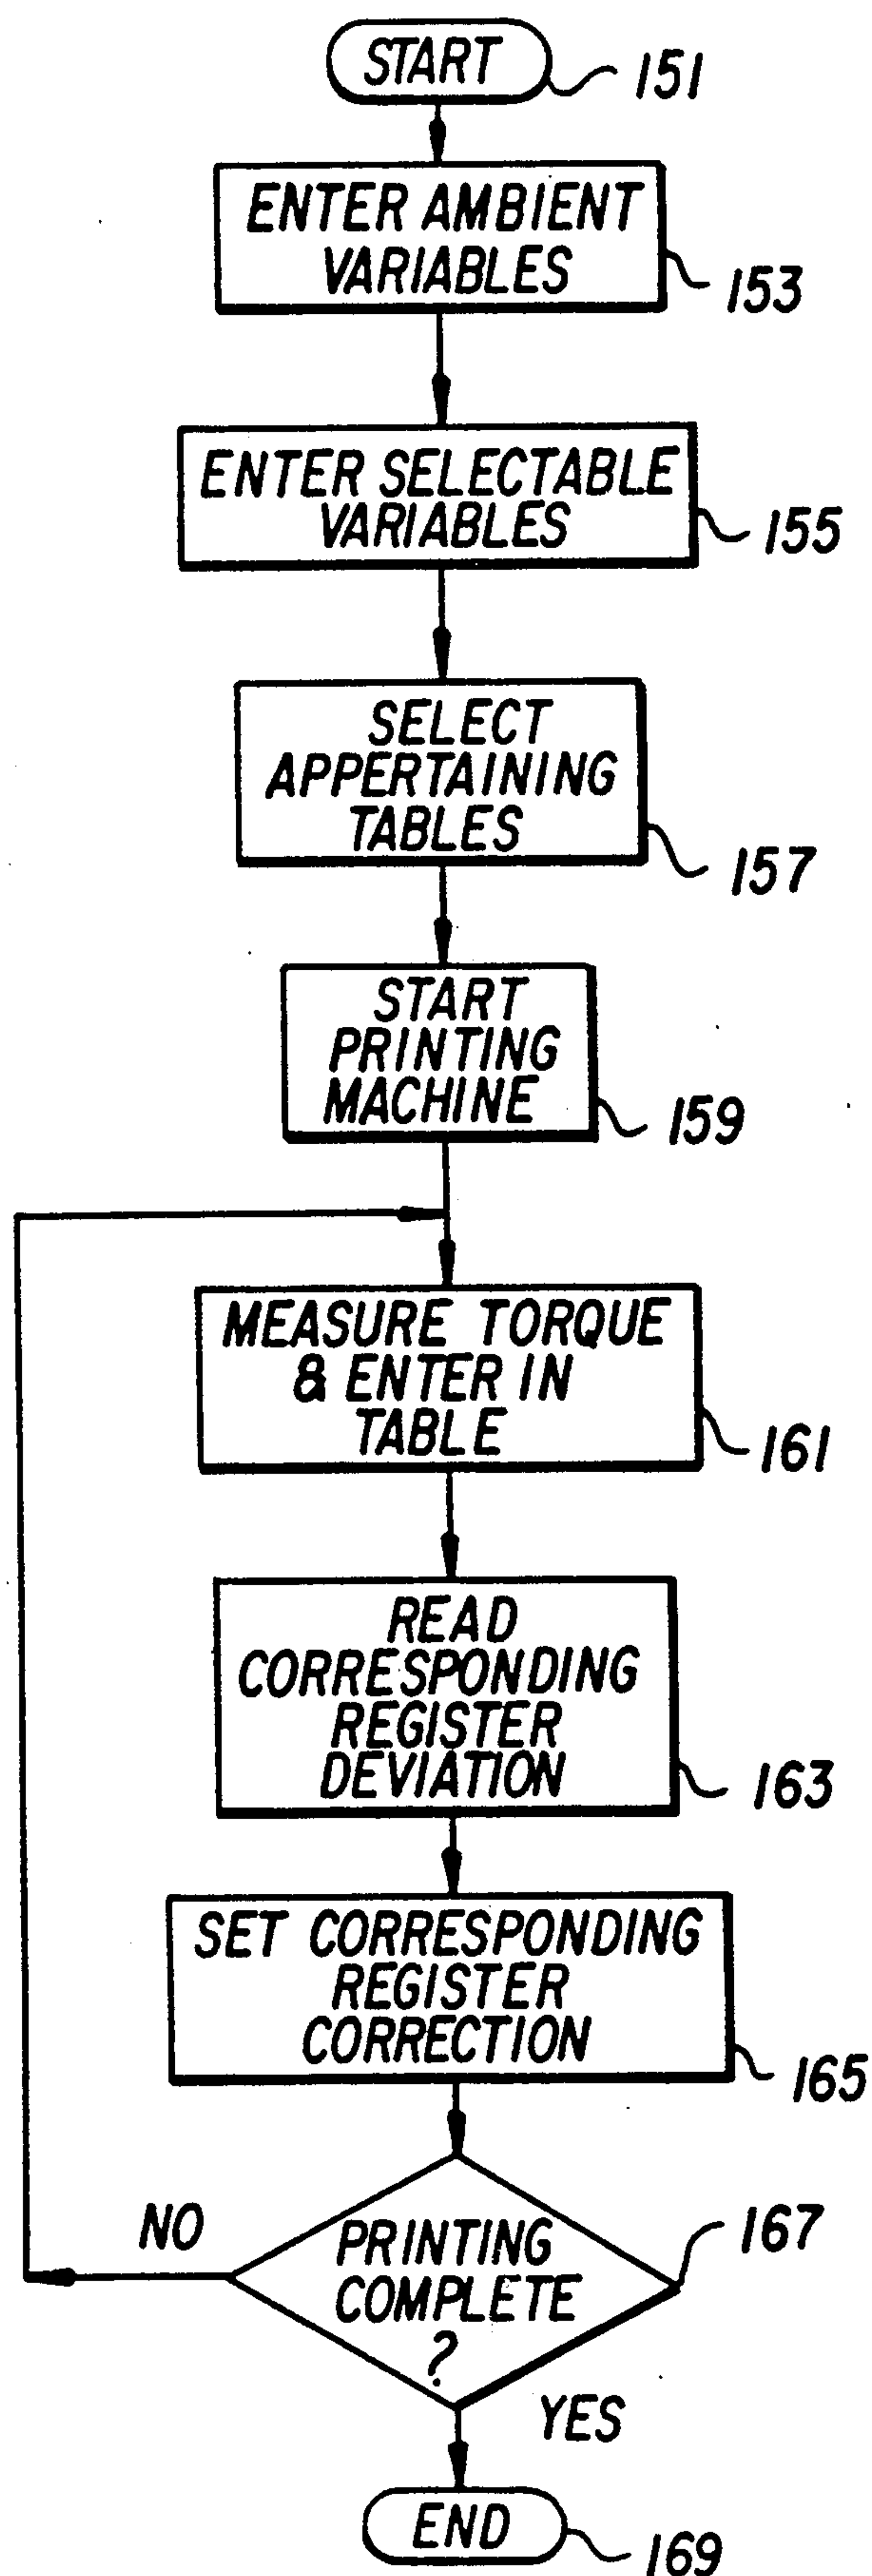 START
151
ENTER AMBIENT
VARIABLES
153
ENTER SELECTABLE
VARIABLES
155
SELECT
APPERTAINING
TABLES
157
START
PRINTING
MACHINE
159
MEASURE TORQUE
& ENTER IN
TABLE
161
READ
CORRESPONDING
REGISTER
DEVIATION
163
SET CORRESPONDING
REGISTER
CORRECTION
165
NO
PRINTING
COMPLETE
?
167
YES
END
169